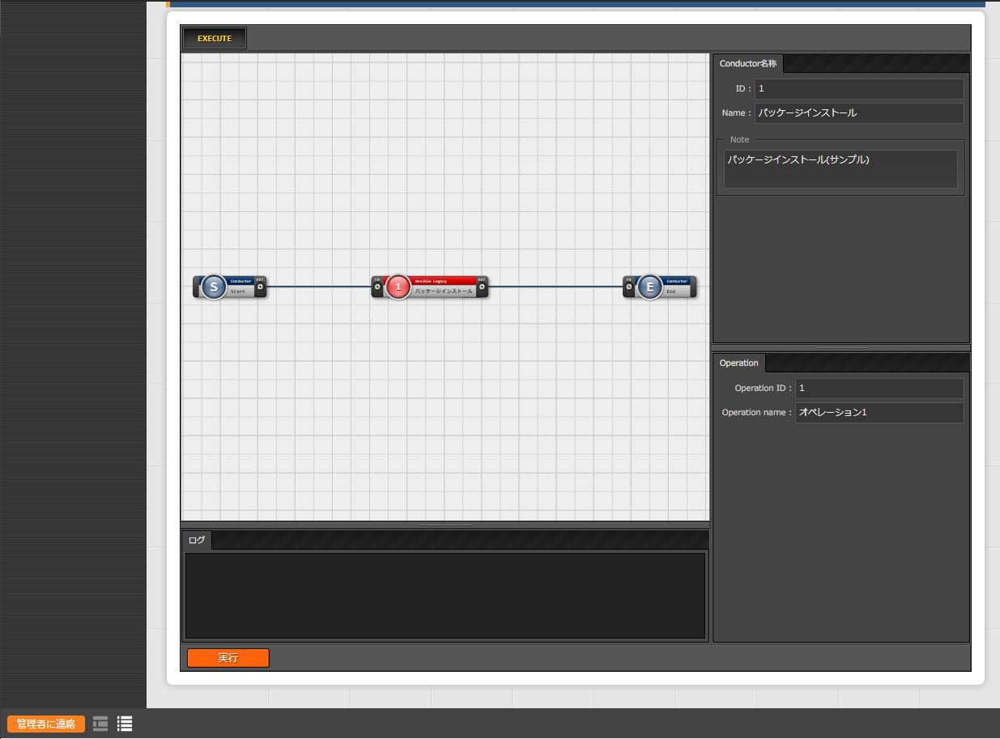 EXECUTE
Conductor名称
ID : 1
Name : パッケージインストール
Note
パッケージインストール(サンプル)
S
Conductor
OUT
Start
IN
1
Ansible Legacy
OUT
パッケージインストール
IN
E
Conductor
End
Operation
Operation ID : 1
Operation name : オペレーション1
ログ
実行
管理者に連絡